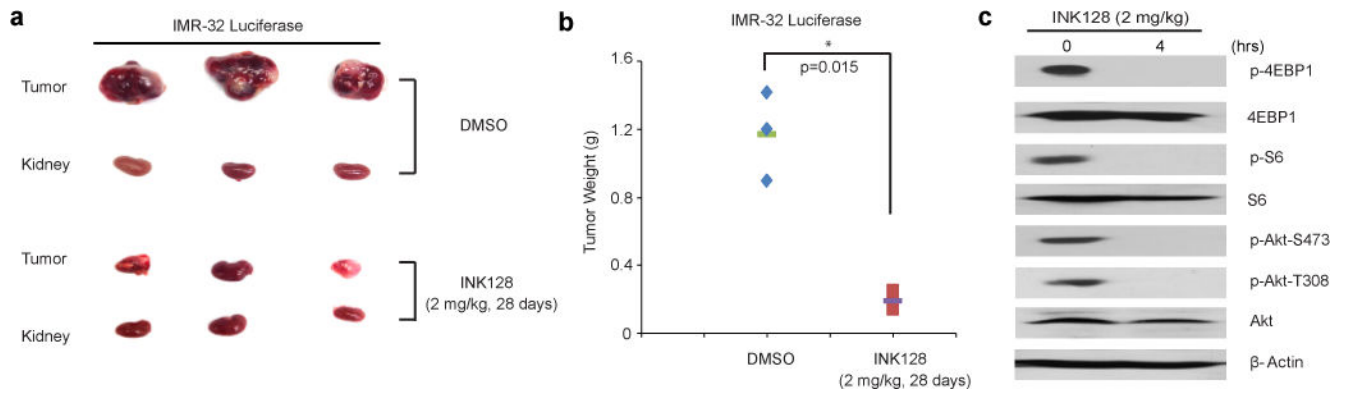 a
IMR-32 Luciferase
Tumor
DMSO
Kidney
Tumor
INK128
(2 mg/kg, 28 days)
Kidney
b
IMR-32 Luciferase
*
p=0.015
1.6
1.2
0.8
0.4
0
Tumor Weight (g)
DMSO
INK128
(2 mg/kg, 28 days)
c
INK128 (2 mg/kg)
0 4 (hrs)
p-4EBP1
4EBP1
p-S6
S6
p-Akt-S473
p-Akt-T308
Akt
β- Actin